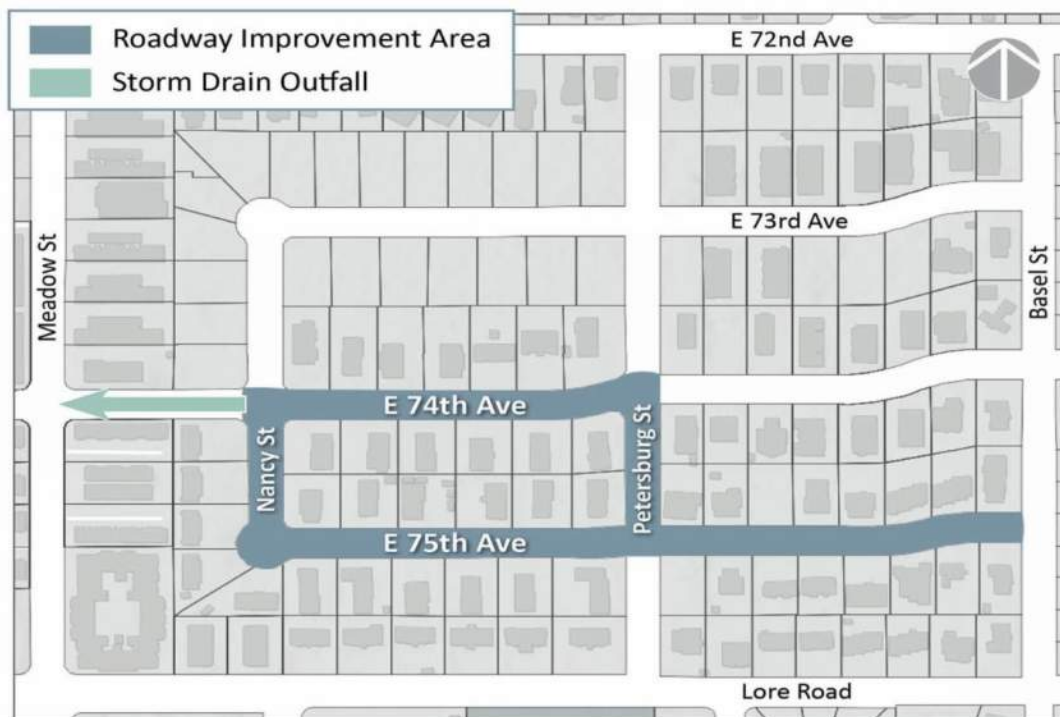 Roadway Improvement Area
Storm Drain Outfall
E 72nd Ave
E 73rd Ave
Meadow St
Basel St
E 74th Ave
Nancy St
Petersburg St
E 75th Ave
Lore Road